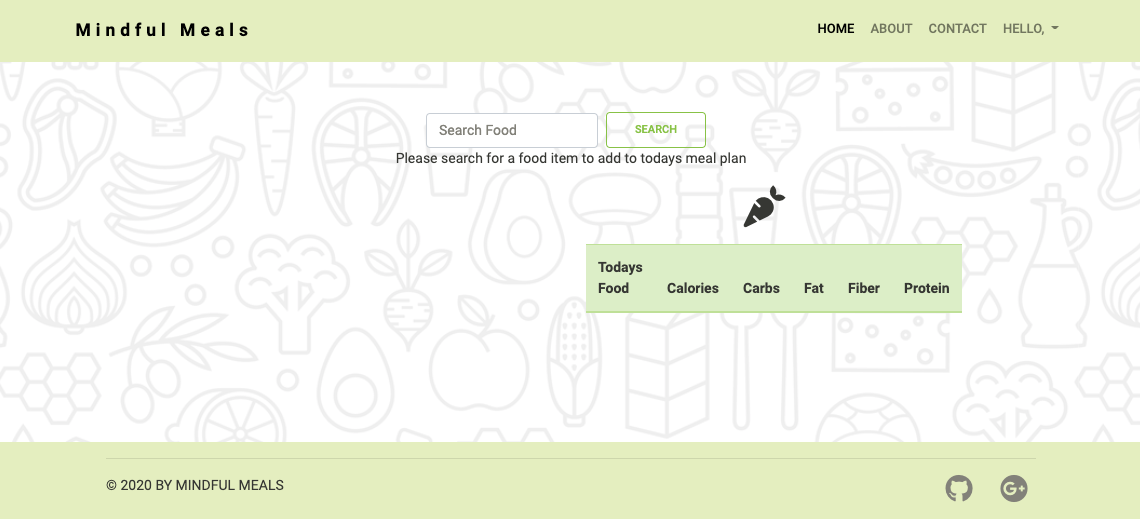 Mindful Meals
HOME ABOUT CONTACT HELLO,
Search Food SEARCH
Please search for a food item to add to todays meal plan
Todays
Food Calories Carbs Fat Fiber Protein
© 2020 BY MINDFUL MEALS
G+